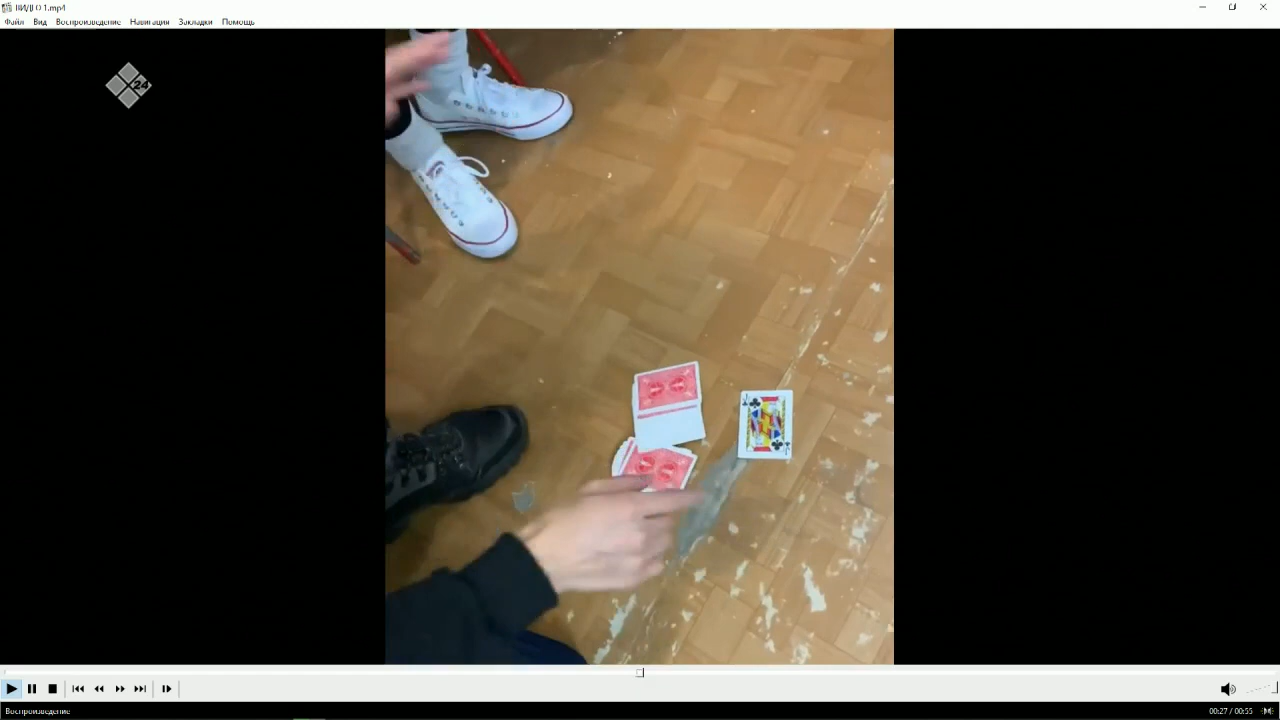 ВИДЕО 1.mp4
Файл Вид Воспроизведение Навигация Закладки Помощь
24
Воспроизведение
00:27 / 00:55